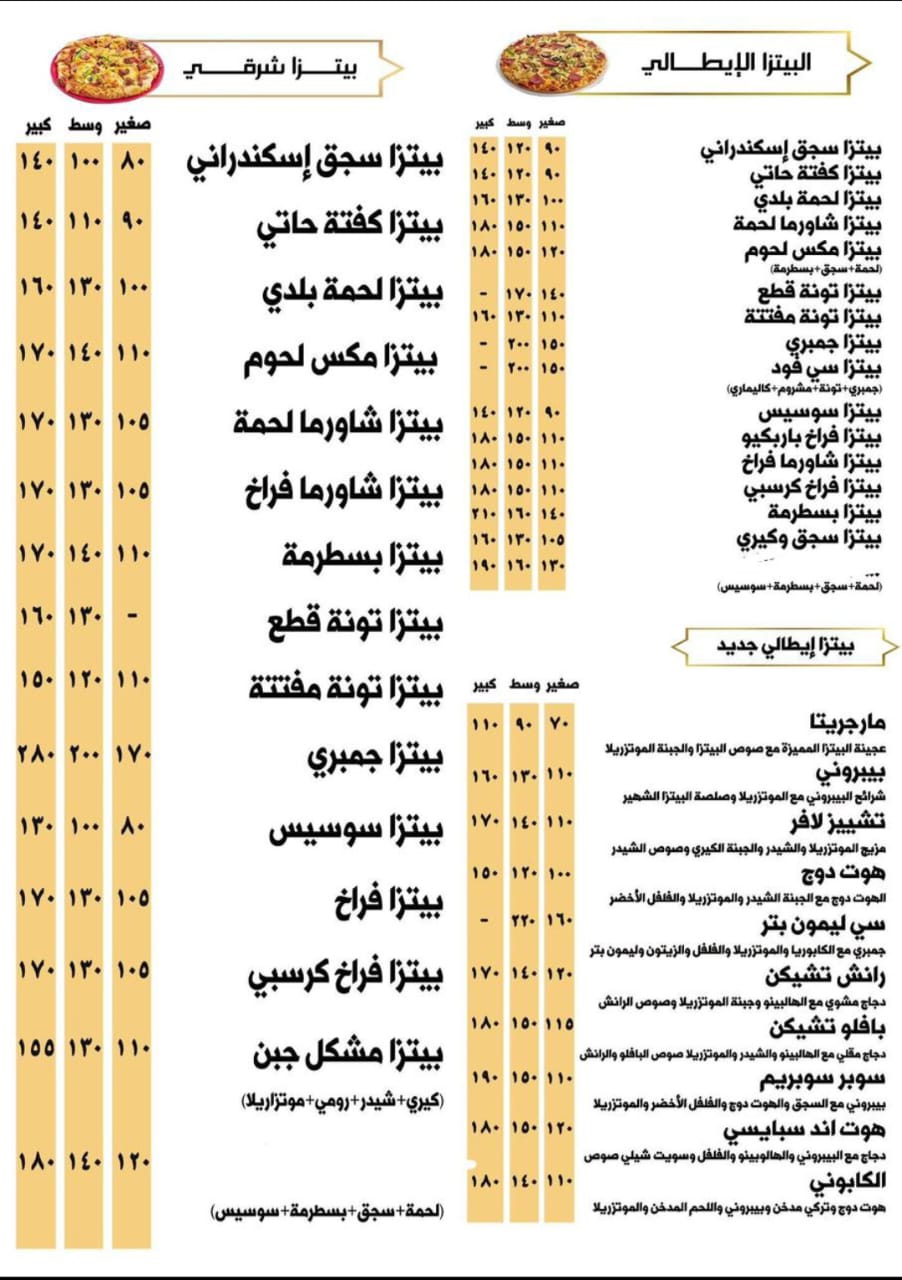 البيتزا الإيطالي
صغير وسط كبير
بيتزا سجق إسكندراني ٩٠ ١٢٠ ١٤٠
بيتزا كفتة حاتي ٩٠ ١٢٠ ١٤٠
بيتزا لحمة بلدي ١٠٠ ١٣٠ ١٦٠
بيتزا شاورما لحمة ١١٠ ١٥٠ ١٨٠
بيتزا مكس لحوم ١٢٠ ١٥٠ ١٨٠
(لحمة+سجق+بسطرمة)
بيتزا تونة قطع ١٤٠ ١٧٠ -
بيتزا تونة مفتتة ١١٠ ١٣٠ ١٦٠
بيتزا جمبري ١٥٠ ٢٠٠ -
بيتزا سي فود ١٥٠ ٢٠٠ -
(جمبري+تونة+مشروم+كاليماري)
بيتزا سوسيس ٩٠ ١٢٠ ١٤٠
بيتزا فراخ باربكيو ١١٠ ١٥٠ ١٨٠
بيتزا شاورما فراخ ١١٠ ١٥٠ ١٨٠
بيتزا فراخ كرسبي ١١٠ ١٥٠ ١٨٠
بيتزا بسطرمة ١٤٠ ١٦٠ ٢١٠
بيتزا سجق وكيري ١٠٥ ١٣٠ ١٦٠
١٣٠ ١٦٠ ١٩٠
(لحمة+سجق+بسطرمة+سوسيس)
بيتزا إيطالي جديد
صغير وسط كبير
مارجريتا ٧٠ ٩٠ ١١٠
عجينة البيتزا المميزة مع صوص البيتزا والجبنة الموتزريلا
بيبروني ١١٠ ١٣٠ ١٦٠
شرائح البيبروني مع الموتزريلا وصلصة البيتزا الشهير
تشييز لافر ١١٠ ١٤٠ ١٧٠
مزيج الموتزريلا والشيدر والجبنة الكيري وصوص الشيدر
هوت دوج ١٠٠ ١٢٠ ١٥٠
الهوت دوج مع الجبنة الشيدر والموتزريلا والفلفل الأخضر
سي ليمون بتر ١٦٠ ٢٢٠ -
جمبري مع الكابوريا والموتزريلا والفلفل والزيتون وليمون بتر
رانش تشيكن ١٢٠ ١٤٠ ١٧٠
دجاج مشوي مع الهالبينو وجبنة الموتزريلا وصوص الرانش
بافلو تشيكن ١١٥ ١٥٠ ١٨٠
دجاج مقلي مع الهالبينو والشيدر والموتزريلا صوص البافلو والرانش
سوبر سوبريم ١١٠ ١٥٠ ١٩٠
بيبروني مع السجق والهوت دوج والفلفل الأخضر والموتزريلا
هوت اند سبايسي ١٢٠ ١٥٠ ١٨٠
دجاج مع البيبروني والهالوبينو والفلفل وسويت شيلي صوص
الكابوني ١١٠ ١٤٠ ١٨٠
هوت دوج وتركي مدخن وبيبروني واللحم المدخن والموتزريلا
بيتزا شرقي
صغير وسط كبير
بيتزا سجق إسكندراني ٨٠ ١٠٠ ١٤٠
بيتزا كفتة حاتي ٩٠ ١١٠ ١٤٠
بيتزا لحمة بلدي ١٠٠ ١٣٠ ١٦٠
بيتزا مكس لحوم ١١٠ ١٤٠ ١٧٠
بيتزا شاورما لحمة ١٠٥ ١٣٠ ١٧٠
بيتزا شاورما فراخ ١٠٥ ١٣٠ ١٧٠
بيتزا بسطرمة ١١٠ ١٤٠ ١٧٠
بيتزا تونة قطع - ١٣٠ ١٦٠
بيتزا تونة مفتتة ١١٠ ١٢٠ ١٥٠
بيتزا جمبري ١٧٠ ٢٠٠ ٢٨٠
بيتزا سوسيس ٨٠ ١٠٠ ١٣٠
بيتزا فراخ ١٠٥ ١٣٠ ١٧٠
بيتزا فراخ كرسبي ١٠٥ ١٣٠ ١٧٠
بيتزا مشكل جبن ١١٠ ١٣٠ ١٥٥
(كيري+شيدر+رومي+موتزاريلا)
١٢٠ ١٤٠ ١٨٠
(لحمة+سجق+بسطرمة+سوسيس)